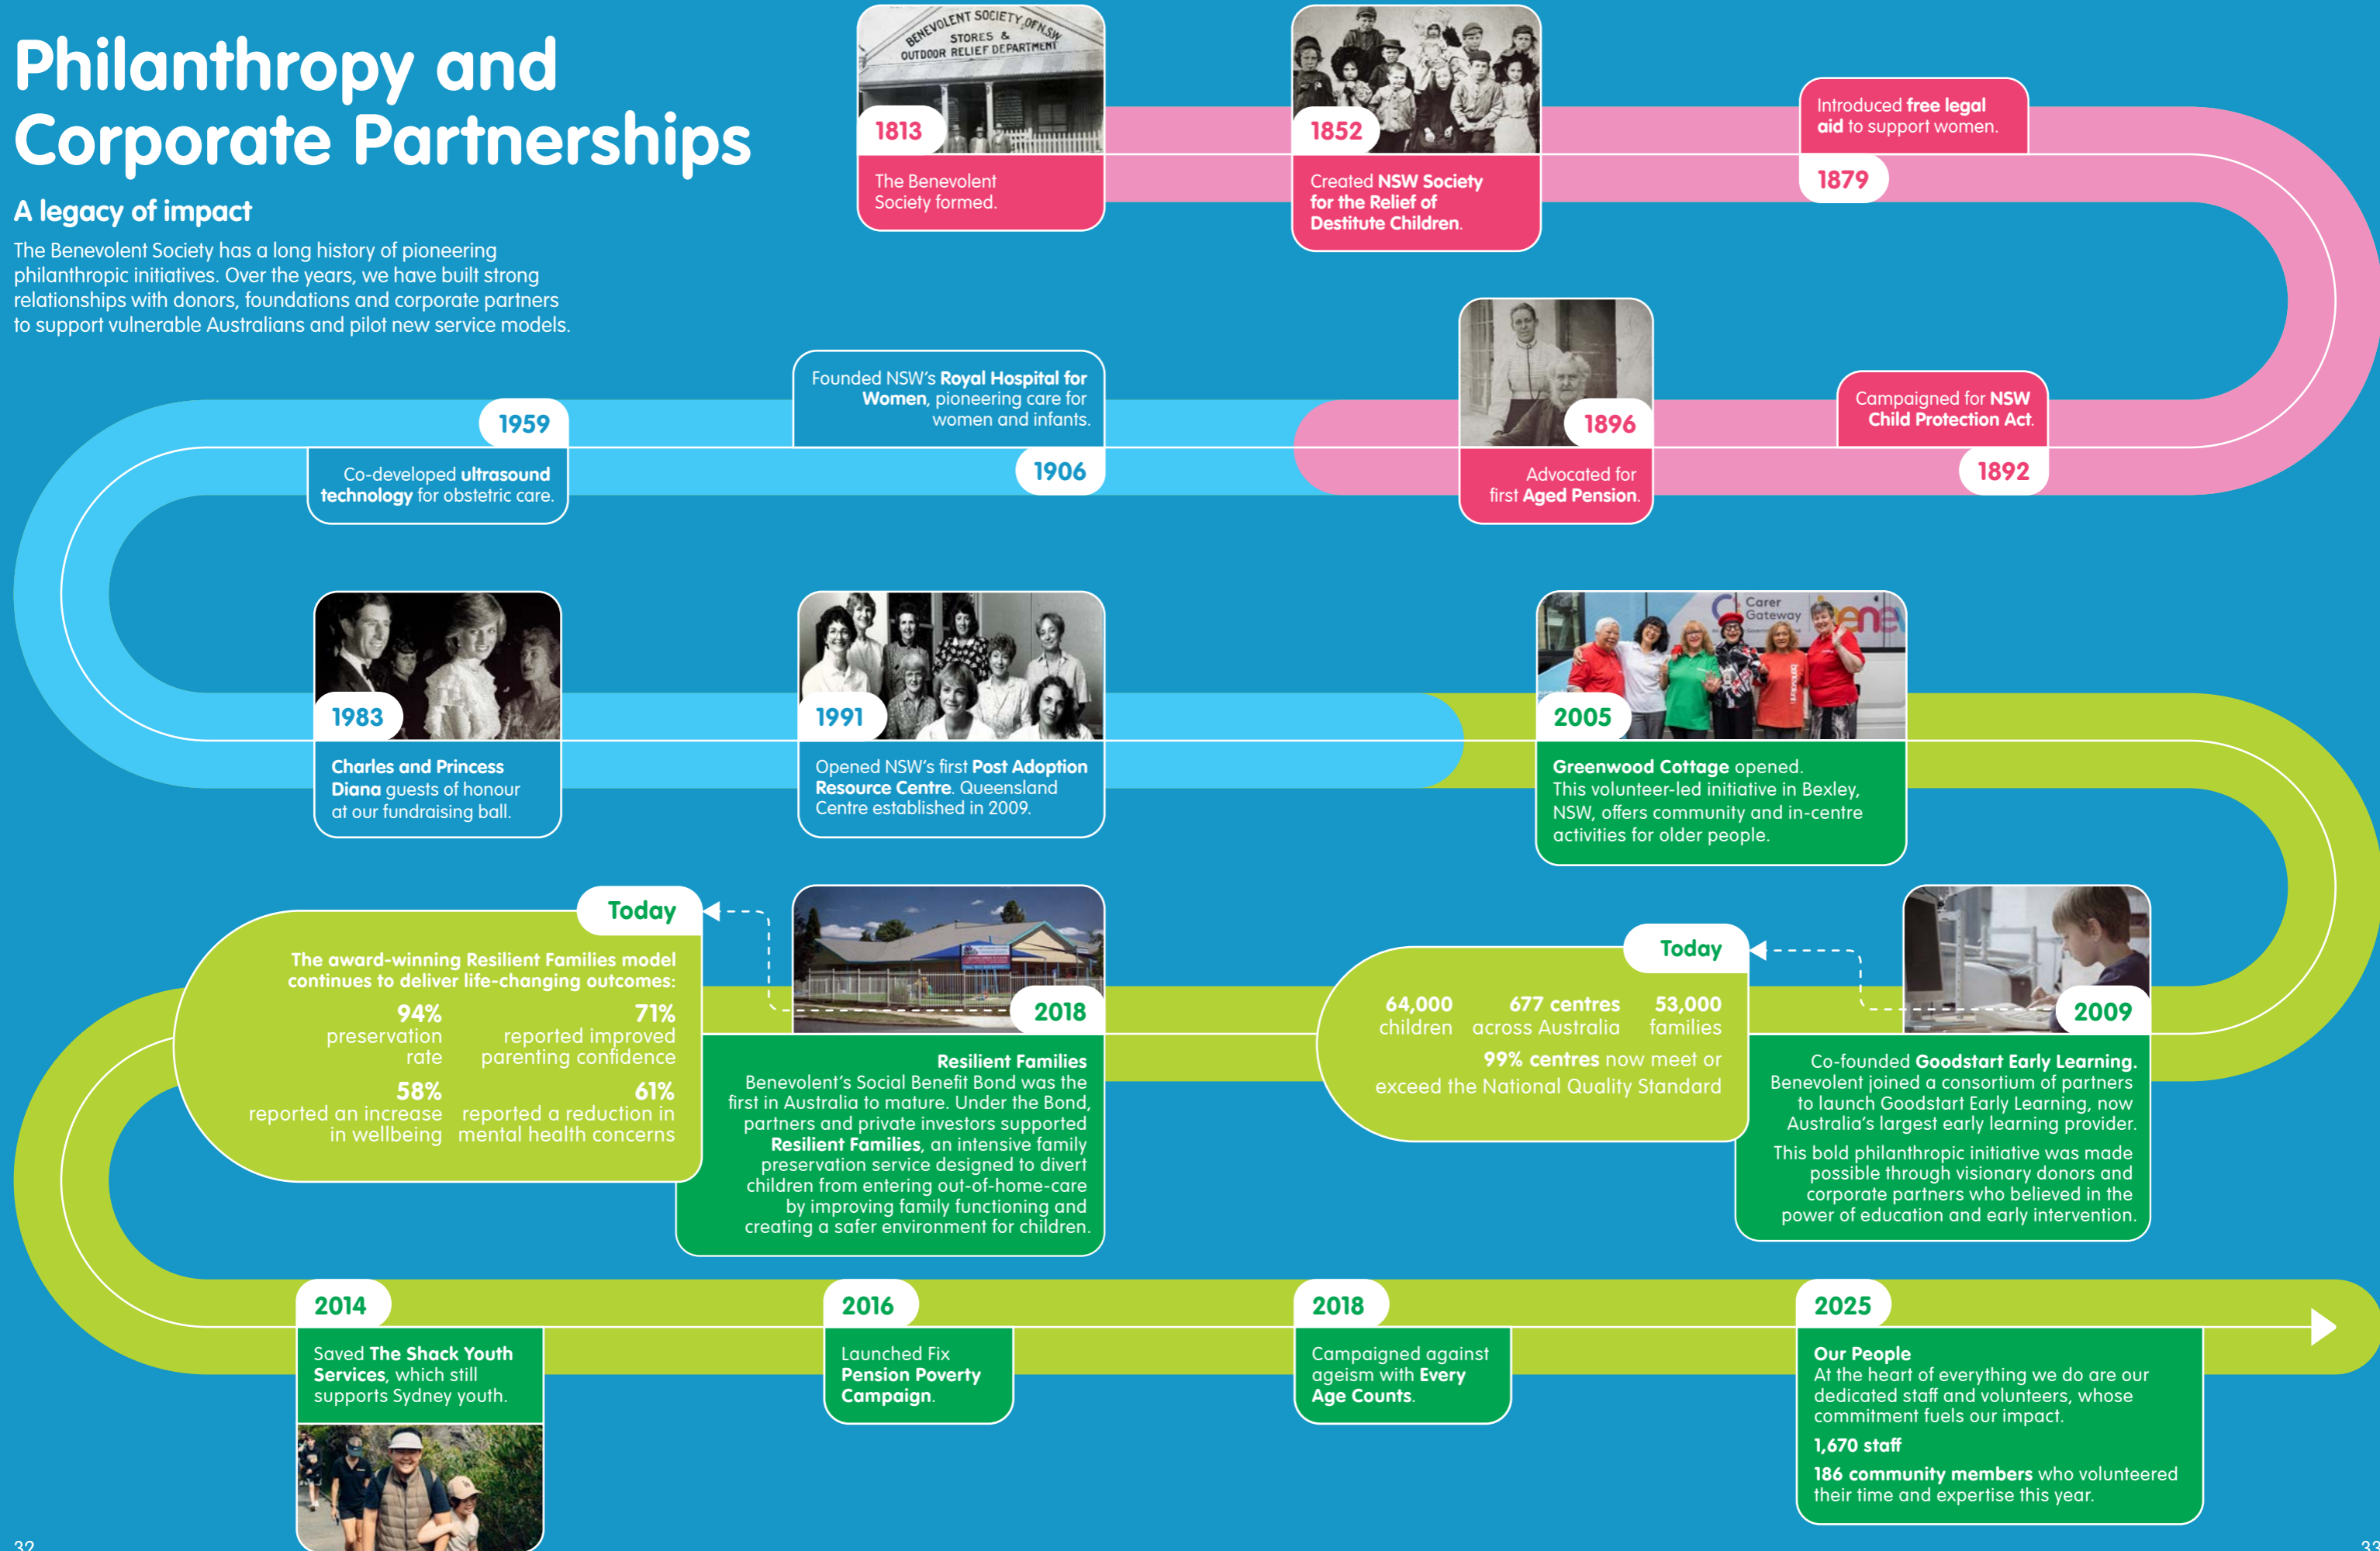 Philanthropy and
Corporate Partnerships
A legacy of impact
The Benevolent Society has a long history of pioneering
philanthropic initiatives. Over the years, we have built strong
relationships with donors, foundations and corporate partners
to support vulnerable Australians and pilot new service models.
BENEVOLENT SOCIETY OF N.S.W.
STORES &
OUTDOOR RELIEF DEPARTMENT
1813
The Benevolent
Society formed.
1852
Created NSW Society
for the Relief of
Destitute Children.
Introduced free legal
aid to support women.
1879
Campaigned for NSW
Child Protection Act.
1892
1896
Advocated for
first Aged Pension.
Founded NSW's Royal Hospital for
Women, pioneering care for
women and infants.
1906
1959
Co-developed ultrasound
technology for obstetric care.
1983
Charles and Princess
Diana guests of honour
at our fundraising ball.
1991
Opened NSW's first Post Adoption
Resource Centre. Queensland
Centre established in 2009.
Carer
Gateway
bene
2005
Greenwood Cottage opened.
This volunteer-led initiative in Bexley,
NSW, offers community and in-centre
activities for older people.
2009
Co-founded Goodstart Early Learning.
Benevolent joined a consortium of partners
to launch Goodstart Early Learning, now
Australia's largest early learning provider.
This bold philanthropic initiative was made
possible through visionary donors and
corporate partners who believed in the
power of education and early intervention.
Today
64,000 children
677 centres across Australia
53,000 families
99% centres now meet or
exceed the National Quality Standard
2018
Resilient Families
Benevolent's Social Benefit Bond was the
first in Australia to mature. Under the Bond,
partners and private investors supported
Resilient Families, an intensive family
preservation service designed to divert
children from entering out-of-home-care
by improving family functioning and
creating a safer environment for children.
Today
The award-winning Resilient Families model
continues to deliver life-changing outcomes:
94%
preservation
rate
71%
reported improved
parenting confidence
58%
reported an increase
in wellbeing
61%
reported a reduction in
mental health concerns
2014
Saved The Shack Youth
Services, which still
supports Sydney youth.
2016
Launched Fix
Pension Poverty
Campaign.
2018
Campaigned against
ageism with Every
Age Counts.
2025
Our People
At the heart of everything we do are our
dedicated staff and volunteers, whose
commitment fuels our impact.
1,670 staff
186 community members who volunteered
their time and expertise this year.
32
33